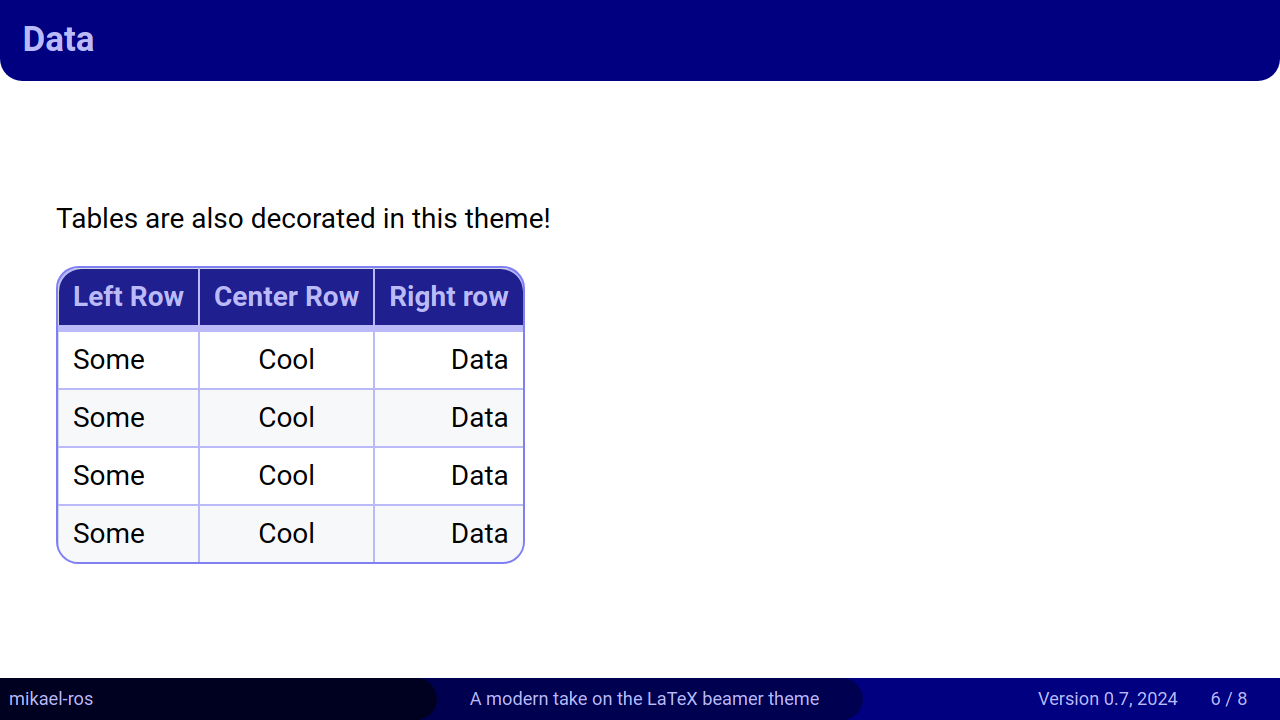 Data
Tables are also decorated in this theme!
Left Row Center Row Right row
Some Cool Data
Some Cool Data
Some Cool Data
Some Cool Data
mikael-ros A modern take on the LaTeX beamer theme Version 0.7, 2024 6 / 8